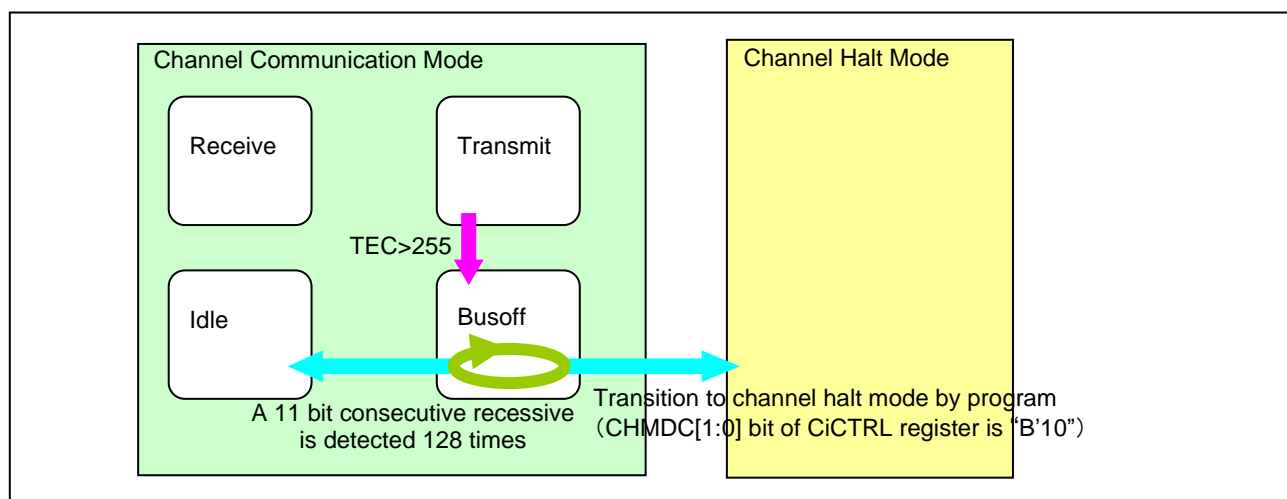 Channel Communication Mode
Channel Halt Mode
Receive
Transmit
TEC>255
Idle
Busoff
A 11 bit consecutive recessive
is detected 128 times
Transition to channel halt mode by program
（CHMDC[1:0] bit of CiCTRL register is “B’10”）